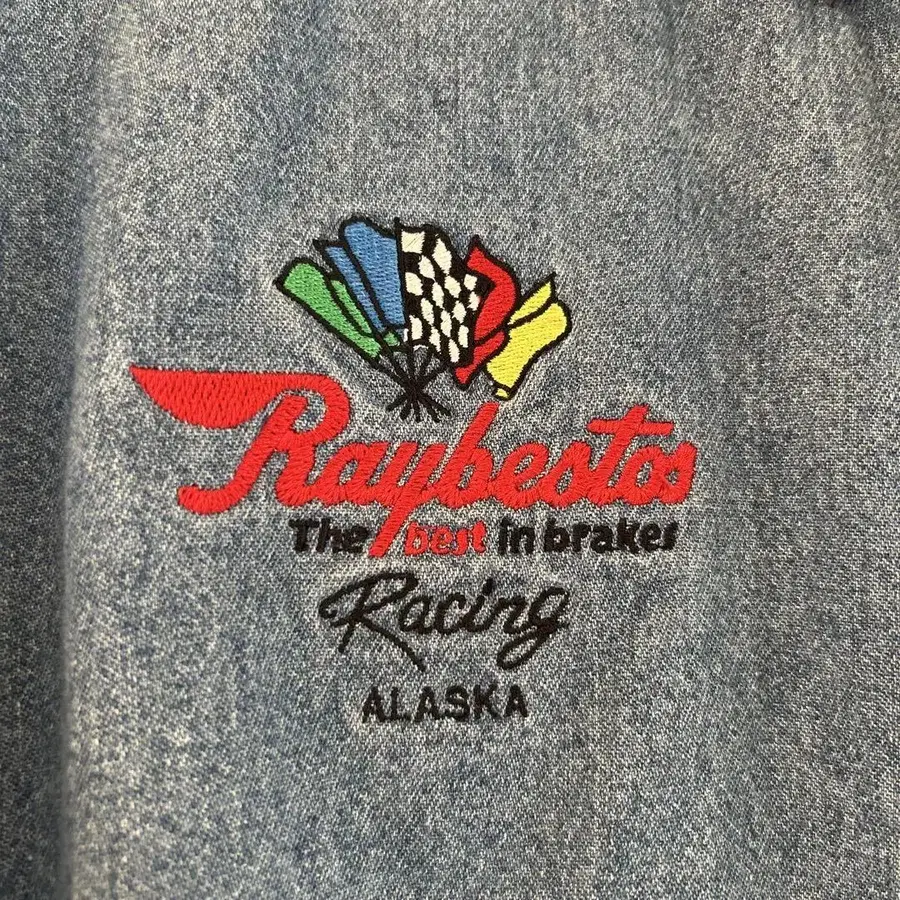 Raybestos
The best in brakes
Racing
ALASKA